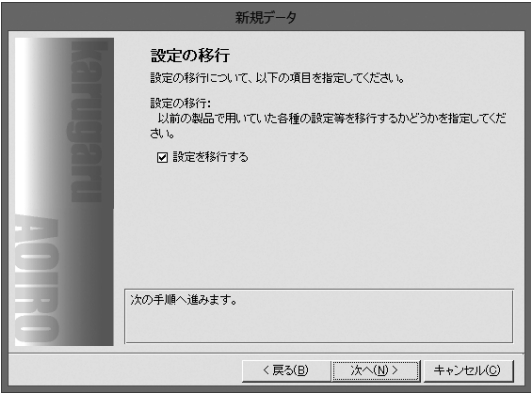 新規データ
karugaru
AOIRO
設定の移行
設定の移行について、以下の項目を指定してください。
設定の移行:
以前の製品で用いていた各種の設定等を移行するかどうかを指定してくだ
さい。
設定を移行する
次の手順へ進みます。
< 戻る(B)
次へ(N) >
キャンセル(C)